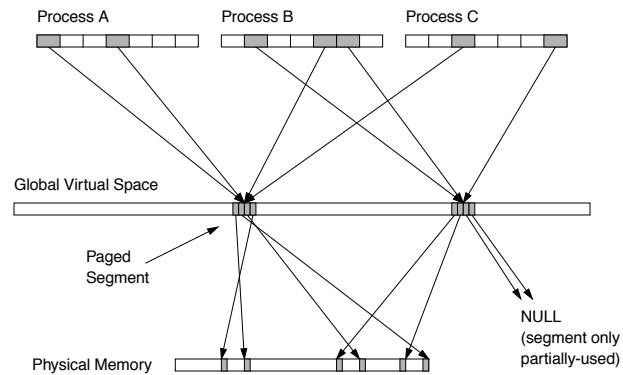 Process A
Process B
Process C
Global Virtual Space
Paged
Segment
NULL
(segment only
partially-used)
Physical Memory